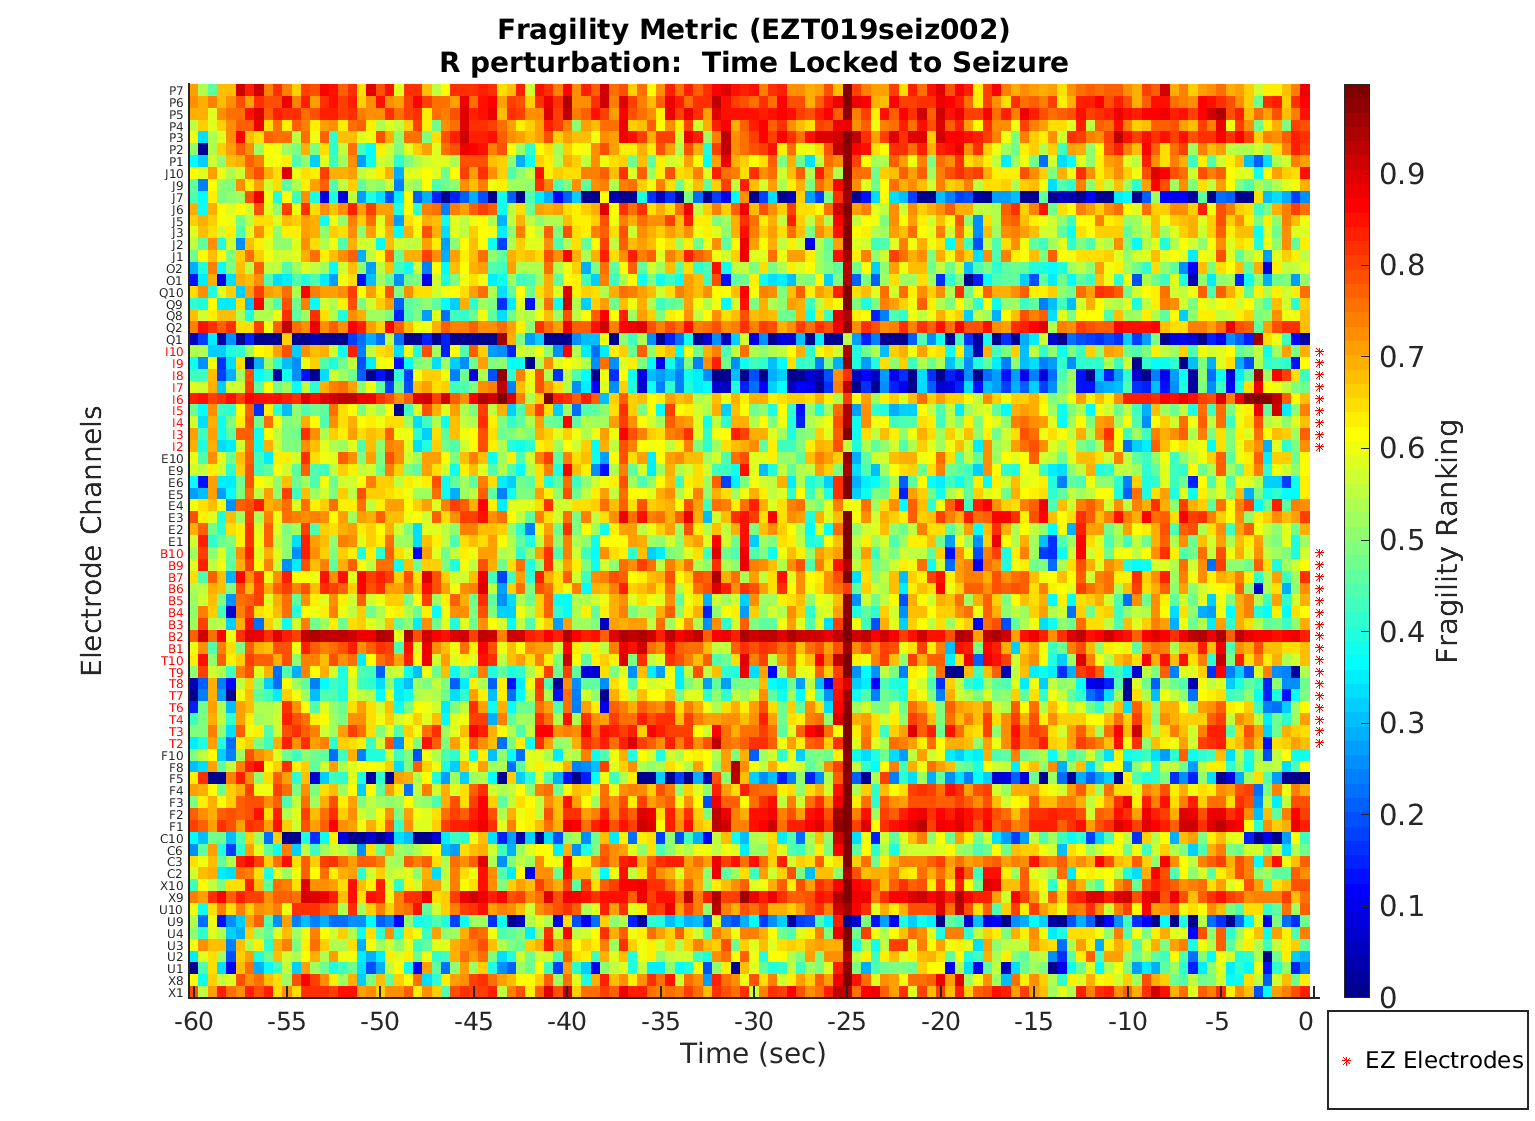 Fragility Metric (EZT019seiz002)
R perturbation:  Time Locked to Seizure
Electrode Channels
P7
P6
P5
P4
P3
P2
P1
J10
J9
J7
J6
J5
J3
J2
J1
O2
O1
Q10
Q9
Q8
Q2
Q1
I10
I9
I8
I7
I6
I5
I4
I3
I2
E10
E9
E6
E5
E4
E3
E2
E1
B10
B9
B7
B6
B5
B4
B3
B2
B1
T10
T9
T8
T7
T6
T4
T3
T2
F10
F8
F5
F4
F3
F2
F1
C10
C6
C3
C2
X10
X9
U10
U9
U4
U3
U2
U1
X8
X1
-60 -55 -50 -45 -40 -35 -30 -25 -20 -15 -10 -5 0
Time (sec)
0.9
0.8
0.7
0.6
0.5
0.4
0.3
0.2
0.1
0
Fragility Ranking
EZ Electrodes